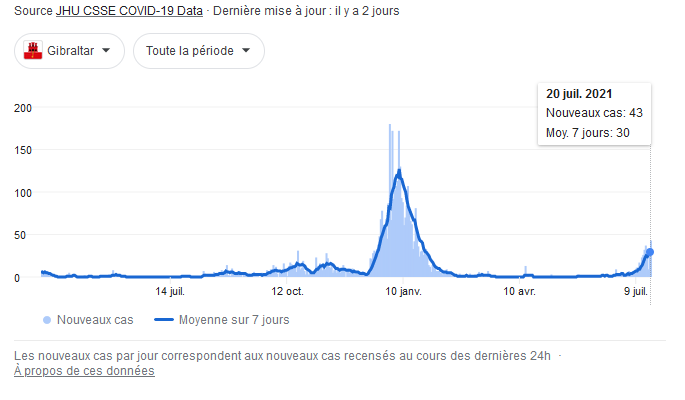 Source JHU CSSE COVID-19 Data · Dernière mise à jour : il y a 2 jours
Gibraltar Toute la période
20 juil. 2021
Nouveaux cas: 43
Moy. 7 jours: 30
200
150
100
50
0
14 juil. 12 oct. 10 janv. 10 avr. 9 juil.
Nouveaux cas Moyenne sur 7 jours
Les nouveaux cas par jour correspondent aux nouveaux cas recensés au cours des dernières 24h ·
À propos de ces données